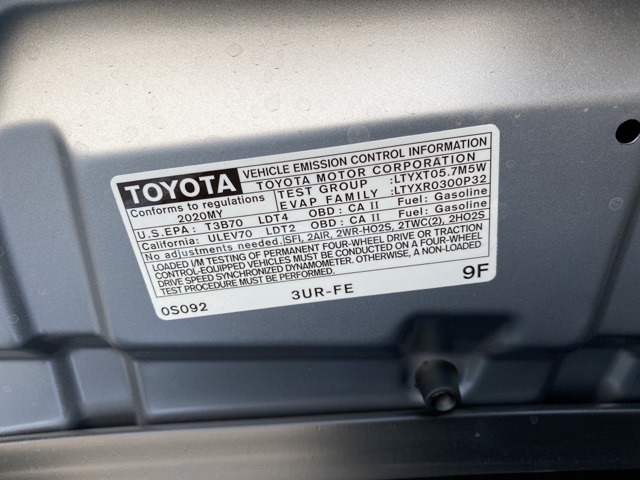 TOYOTA
VEHICLE EMISSION CONTROL INFORMATION
TOYOTA MOTOR CORPORATION
Conforms to regulations
2020MY
TEST GROUP :LTYXT05.7M5W
EVAP FAMILY :LTYXR0300P32
U.S.EPA: T3B70 LDT4 OBD: CA II Fuel: Gasoline
California: ULEV70 LDT2 OBD: CA II Fuel: Gasoline
No adjustments needed. SFI, 2AIR, 2WR-HO2S, 2TWC(2), 2HO2S
LOADED I/M TESTING OF PERMANENT FOUR-WHEEL DRIVE OR TRACTION
CONTROL-EQUIPPED VEHICLES MUST BE CONDUCTED USING A FOUR-WHEEL
DRIVE SPEED SYNCHRONIZED DYNAMOMETER. OTHERWISE, A NON-LOADED
TEST PROCEDURE MUST BE PERFORMED.
0S092 3UR-FE 9F